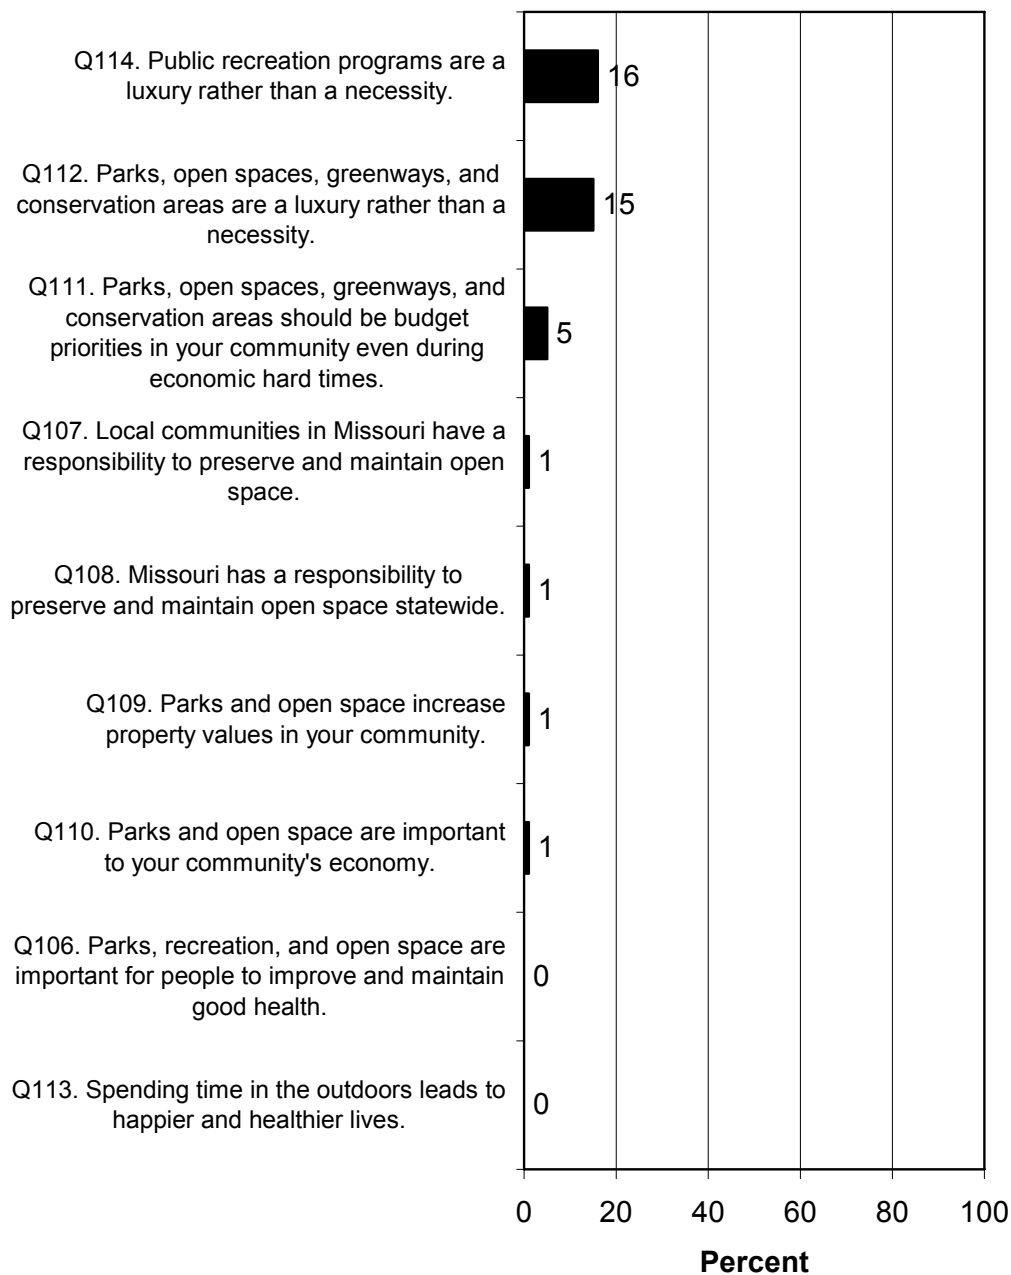 Q114. Public recreation programs are a
luxury rather than a necessity.
16
Q112. Parks, open spaces, greenways, and
conservation areas are a luxury rather than a
necessity.
15
Q111. Parks, open spaces, greenways, and
conservation areas should be budget
priorities in your community even during
economic hard times.
5
Q107. Local communities in Missouri have a
responsibility to preserve and maintain open
space.
1
Q108. Missouri has a responsibility to
preserve and maintain open space statewide.
1
Q109. Parks and open space increase
property values in your community.
1
Q110. Parks and open space are important
to your community's economy.
1
Q106. Parks, recreation, and open space are
important for people to improve and maintain
good health.
0
Q113. Spending time in the outdoors leads to
happier and healthier lives.
0
0 20 40 60 80 100
Percent